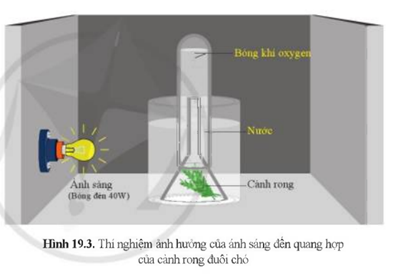 Bóng khí oxygen
Nước
Ánh sáng
(Bóng đèn 40W)
Cành rong
Hình 19.3. Thí nghiệm ảnh hưởng của ánh sáng đến quang hợp
của cành rong đuôi chó